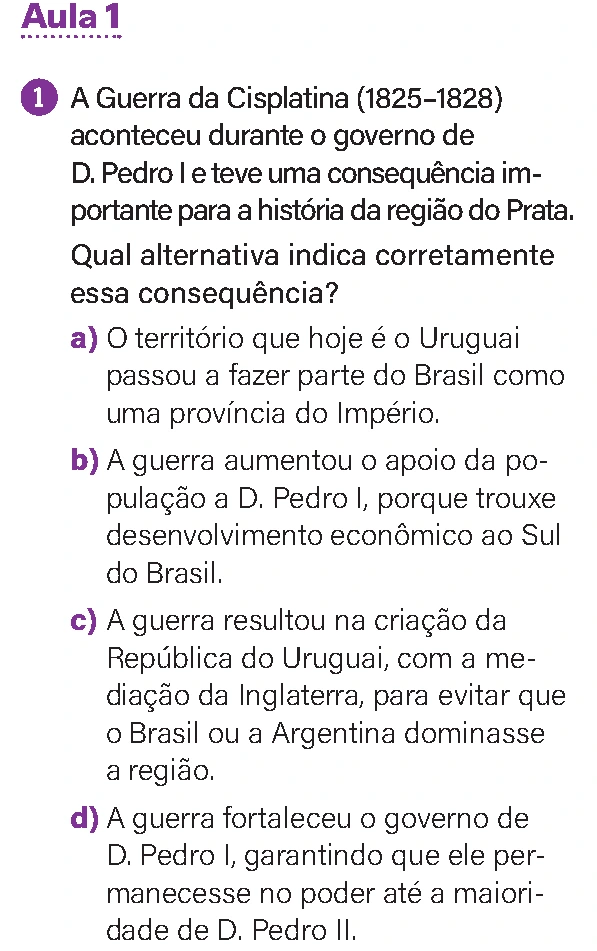 Aula 1
1 A Guerra da Cisplatina (1825–1828)
aconteceu durante o governo de
D. Pedro I e teve uma consequência im-
portante para a história da região do Prata.
Qual alternativa indica corretamente
essa consequência?
a) O território que hoje é o Uruguai
passou a fazer parte do Brasil como
uma província do Império.
b) A guerra aumentou o apoio da po-
pulação a D. Pedro I, porque trouxe
desenvolvimento econômico ao Sul
do Brasil.
c) A guerra resultou na criação da
República do Uruguai, com a me-
diação da Inglaterra, para evitar que
o Brasil ou a Argentina dominasse
a região.
d) A guerra fortaleceu o governo de
D. Pedro I, garantindo que ele per-
manecesse no poder até a maiori-
dade de D. Pedro II.